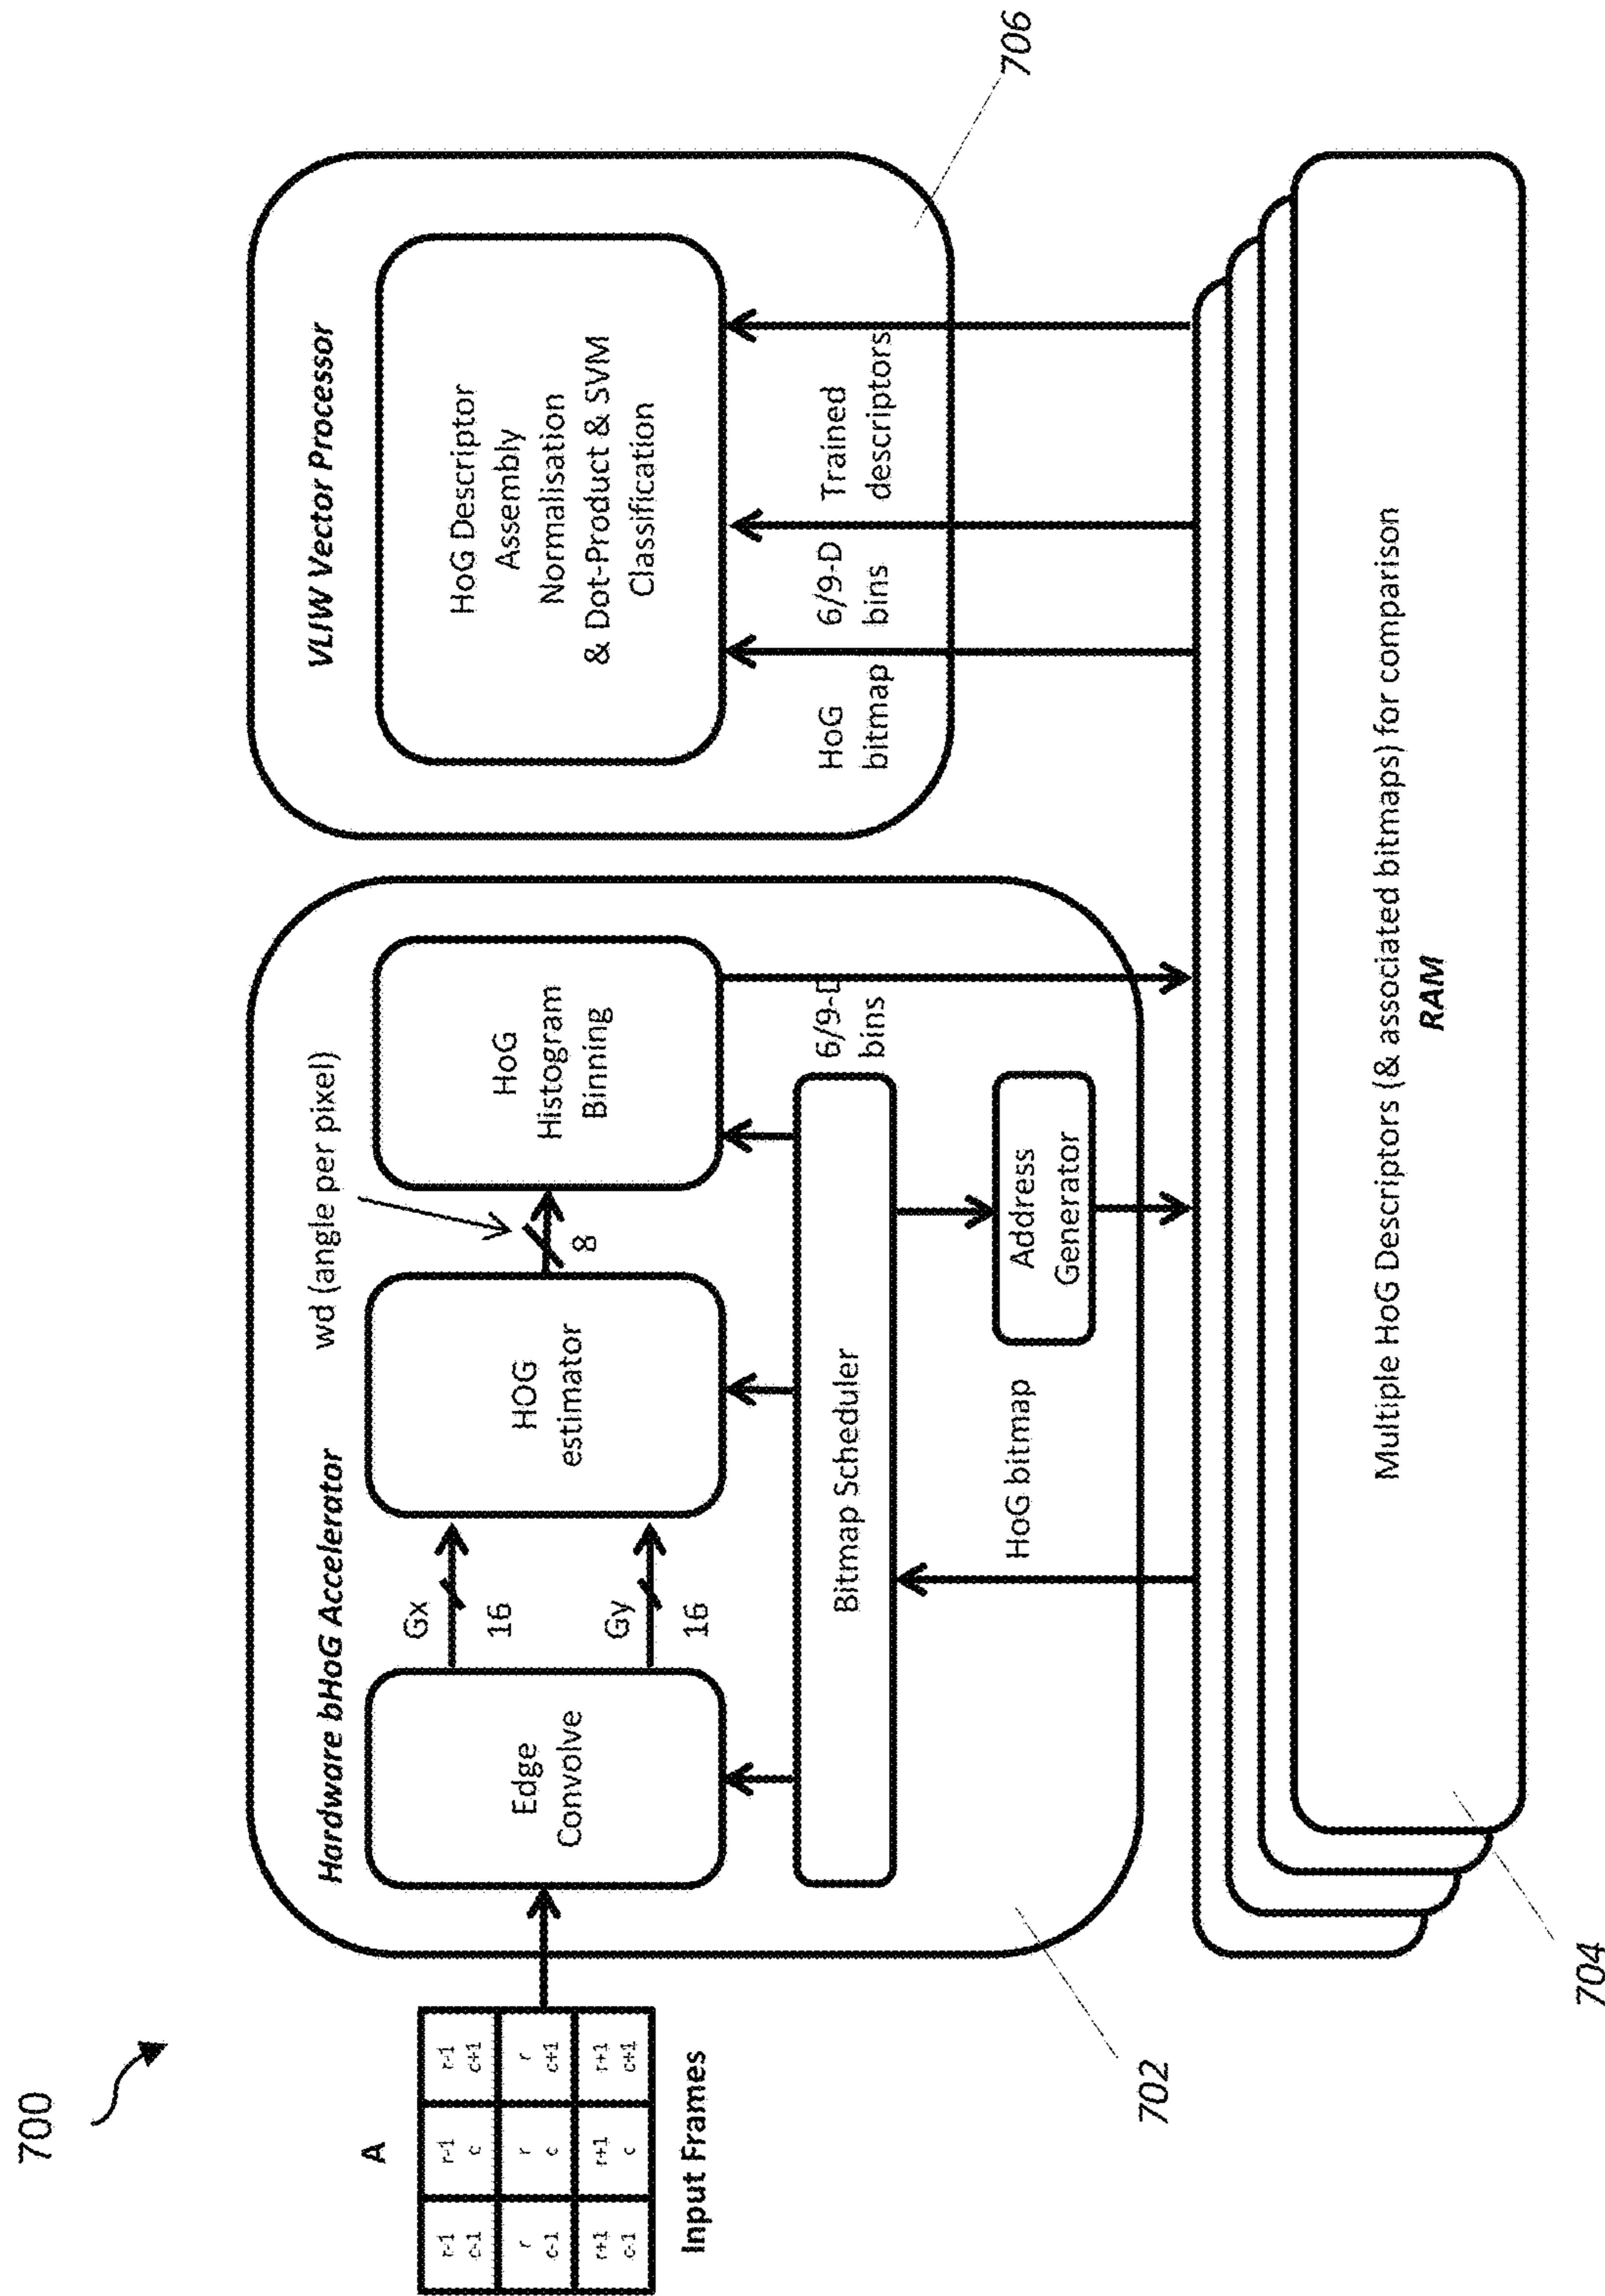 700
A
r-1
c-1
r-1
c
r-1
c+1
r
c-1
r
c
r
c+1
r+1
c-1
r+1
c
r+1
c+1
Input Frames
Hardware bHoG Accelerator
Edge
Convolve
Gx
16
Gy
16
HOG
estimator
wd (angle per pixel)
8
HoG
Histogram
Binning
Bitmap Scheduler
6/9-D
bins
HoG bitmap
Address
Generator
702
VLIW Vector Processor
HoG Descriptor
Assembly
Normalisation
& Dot-Product & SVM
Classification
HoG
bitmap
6/9-D
bins
Trained
descriptors
706
Multiple HoG Descriptors (& associated bitmaps) for comparison
RAM
704